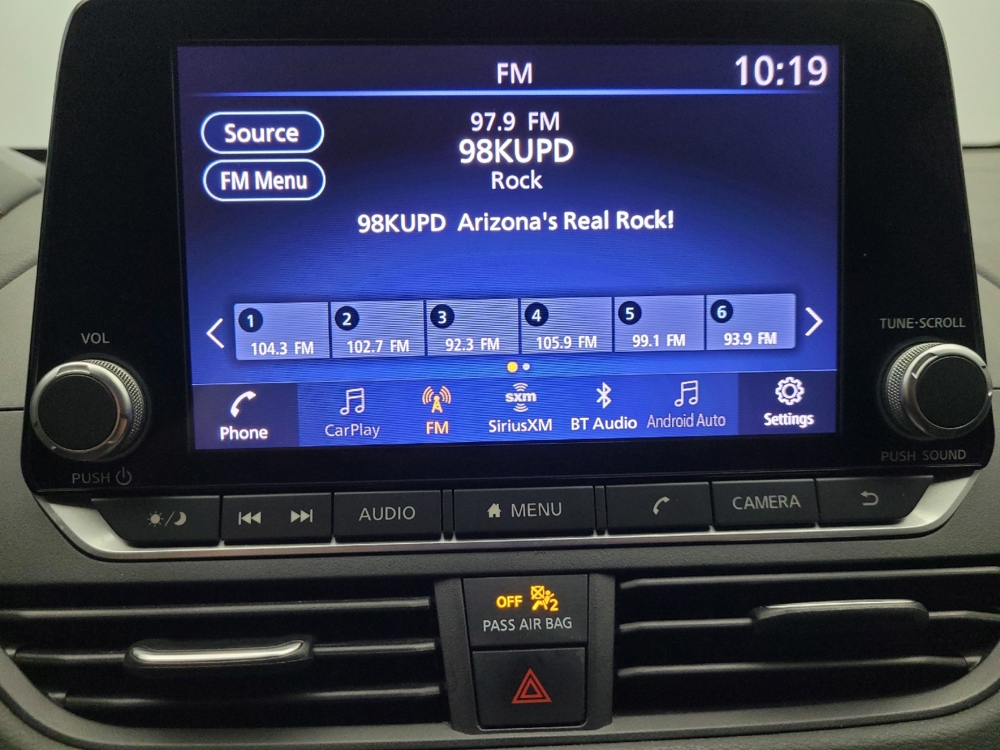 FM 10:19
Source
FM Menu
97.9 FM
98KUPD
Rock
98KUPD Arizona's Real Rock!
1 2 3 4 5 6
104.3 FM 102.7 FM 92.3 FM 105.9 FM 99.1 FM 93.9 FM
sxm
Phone CarPlay FM SiriusXM BT Audio Android Auto Settings
VOL
PUSH
TUNE·SCROLL
PUSH SOUND
AUDIO MENU CAMERA
OFF 2
PASS AIR BAG